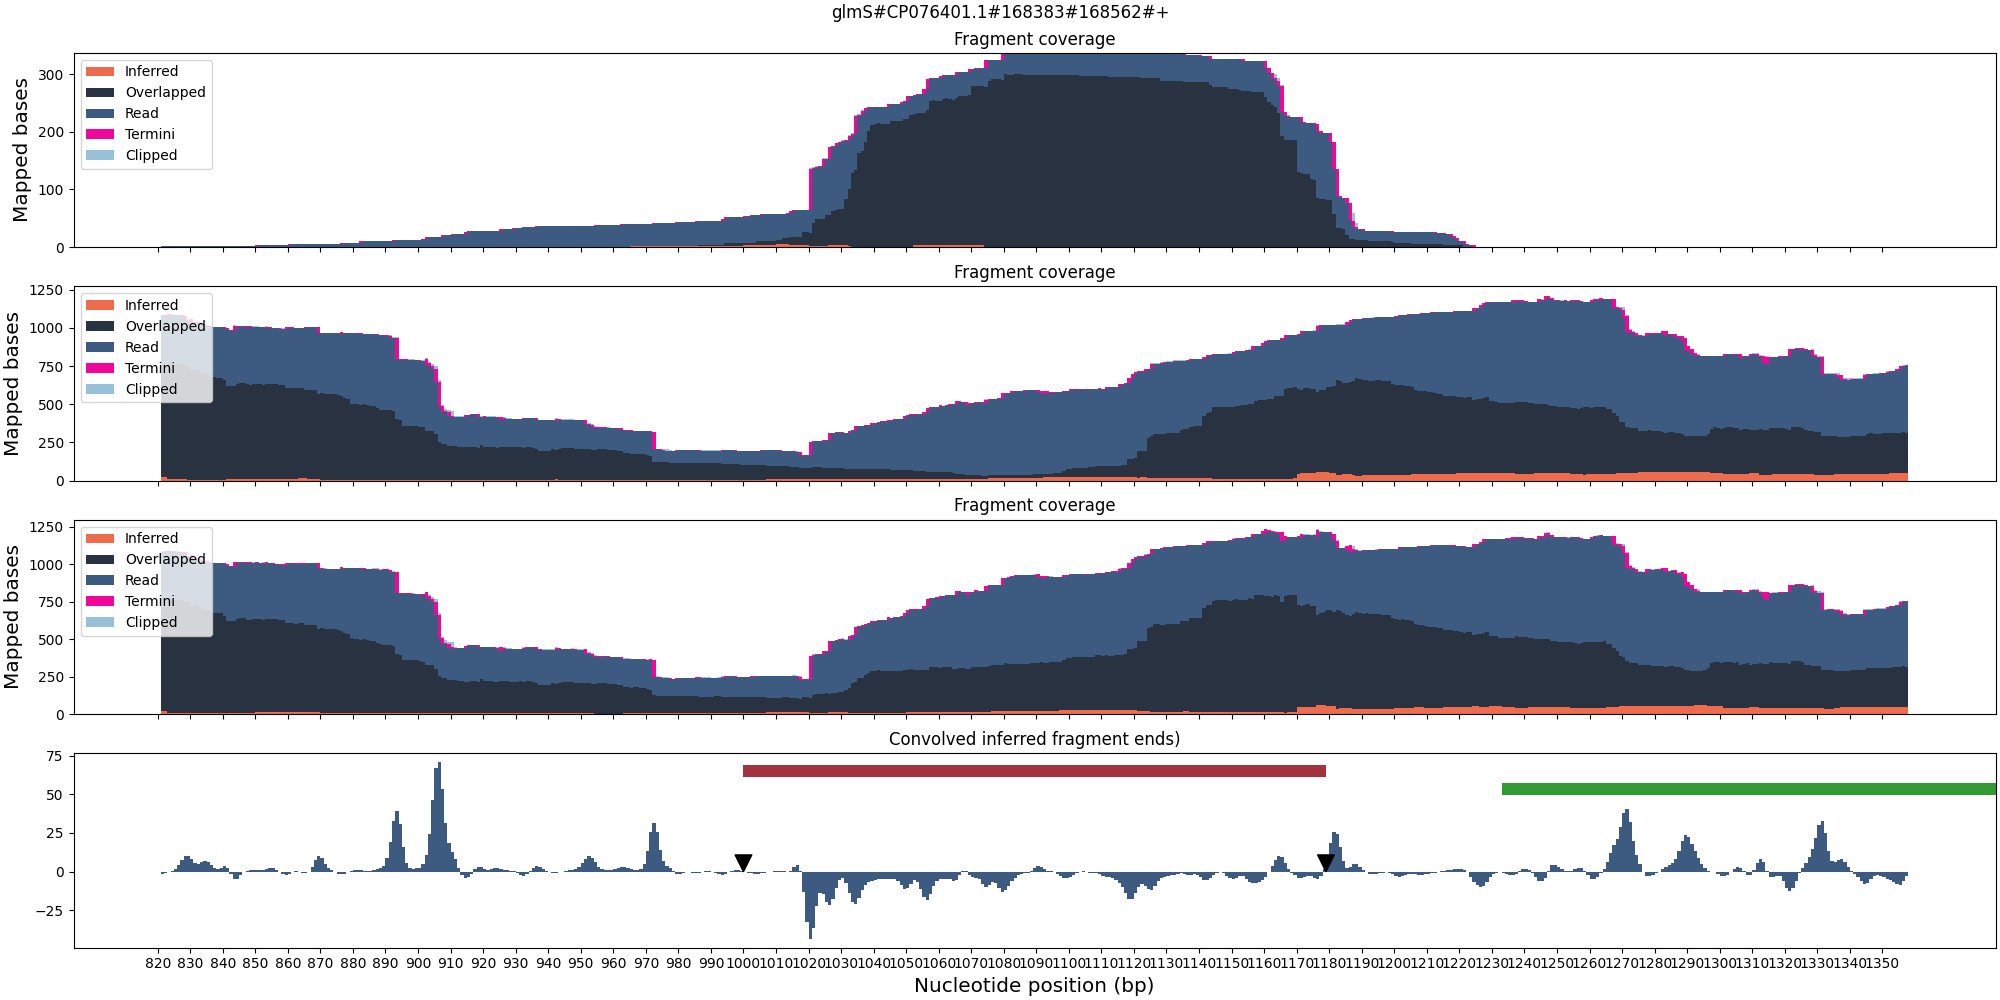 glmS#CP076401.1#168383#168562#+
Fragment coverage
Mapped bases
300
200
100
0
Inferred
Overlapped
Read
Termini
Clipped
Fragment coverage
Mapped bases
1250
1000
750
500
250
0
Inferred
Overlapped
Read
Termini
Clipped
Fragment coverage
Mapped bases
1250
1000
750
500
250
0
Inferred
Overlapped
Read
Termini
Clipped
Convolved inferred fragment ends)
75
50
25
0
−25
820 830 840 850 860 870 880 890 900 910 920 930 940 950 960 970 980 990 1000 1010 1020 1030 1040 1050 1060 1070 1080 1090 1100 1110 1120 1130 1140 1150 1160 1170 1180 1190 1200 1210 1220 1230 1240 1250 1260 1270 1280 1290 1300 1310 1320 1330 1340 1350
Nucleotide position (bp)